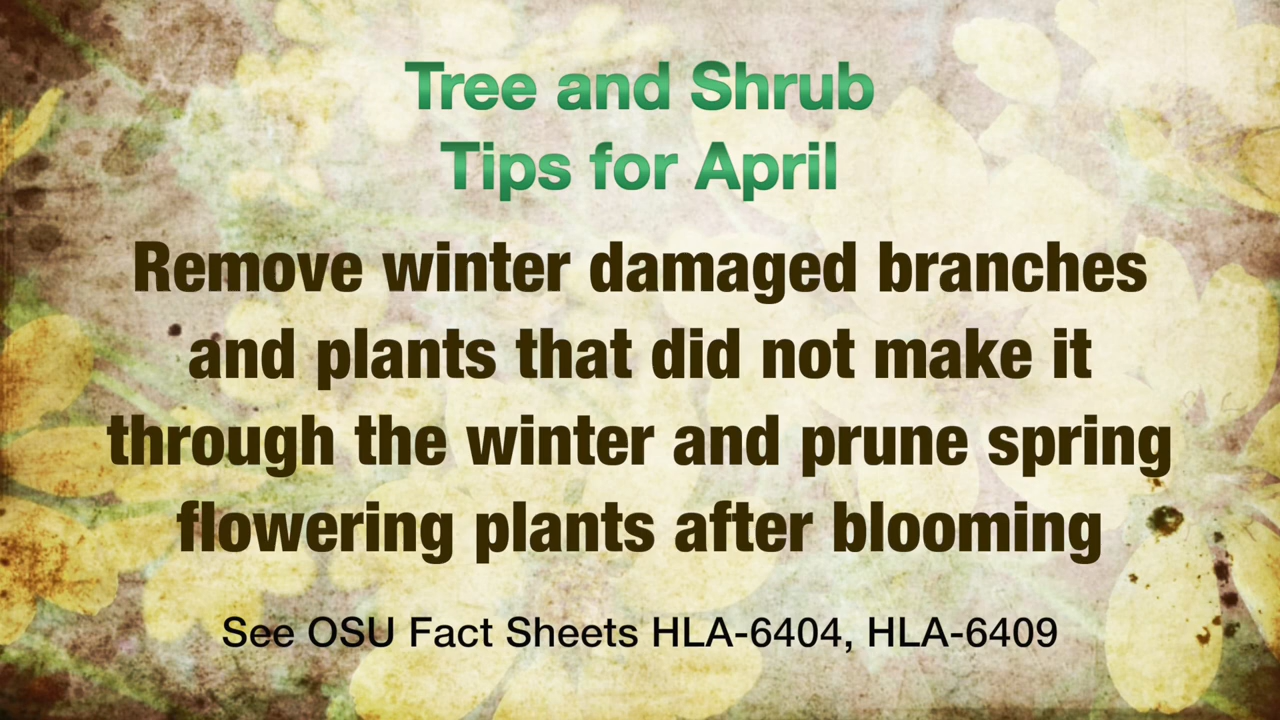 Tree and Shrub
Tips for April
Remove winter damaged branches
and plants that did not make it
through the winter and prune spring
flowering plants after blooming
See OSU Fact Sheets HLA-6404, HLA-6409